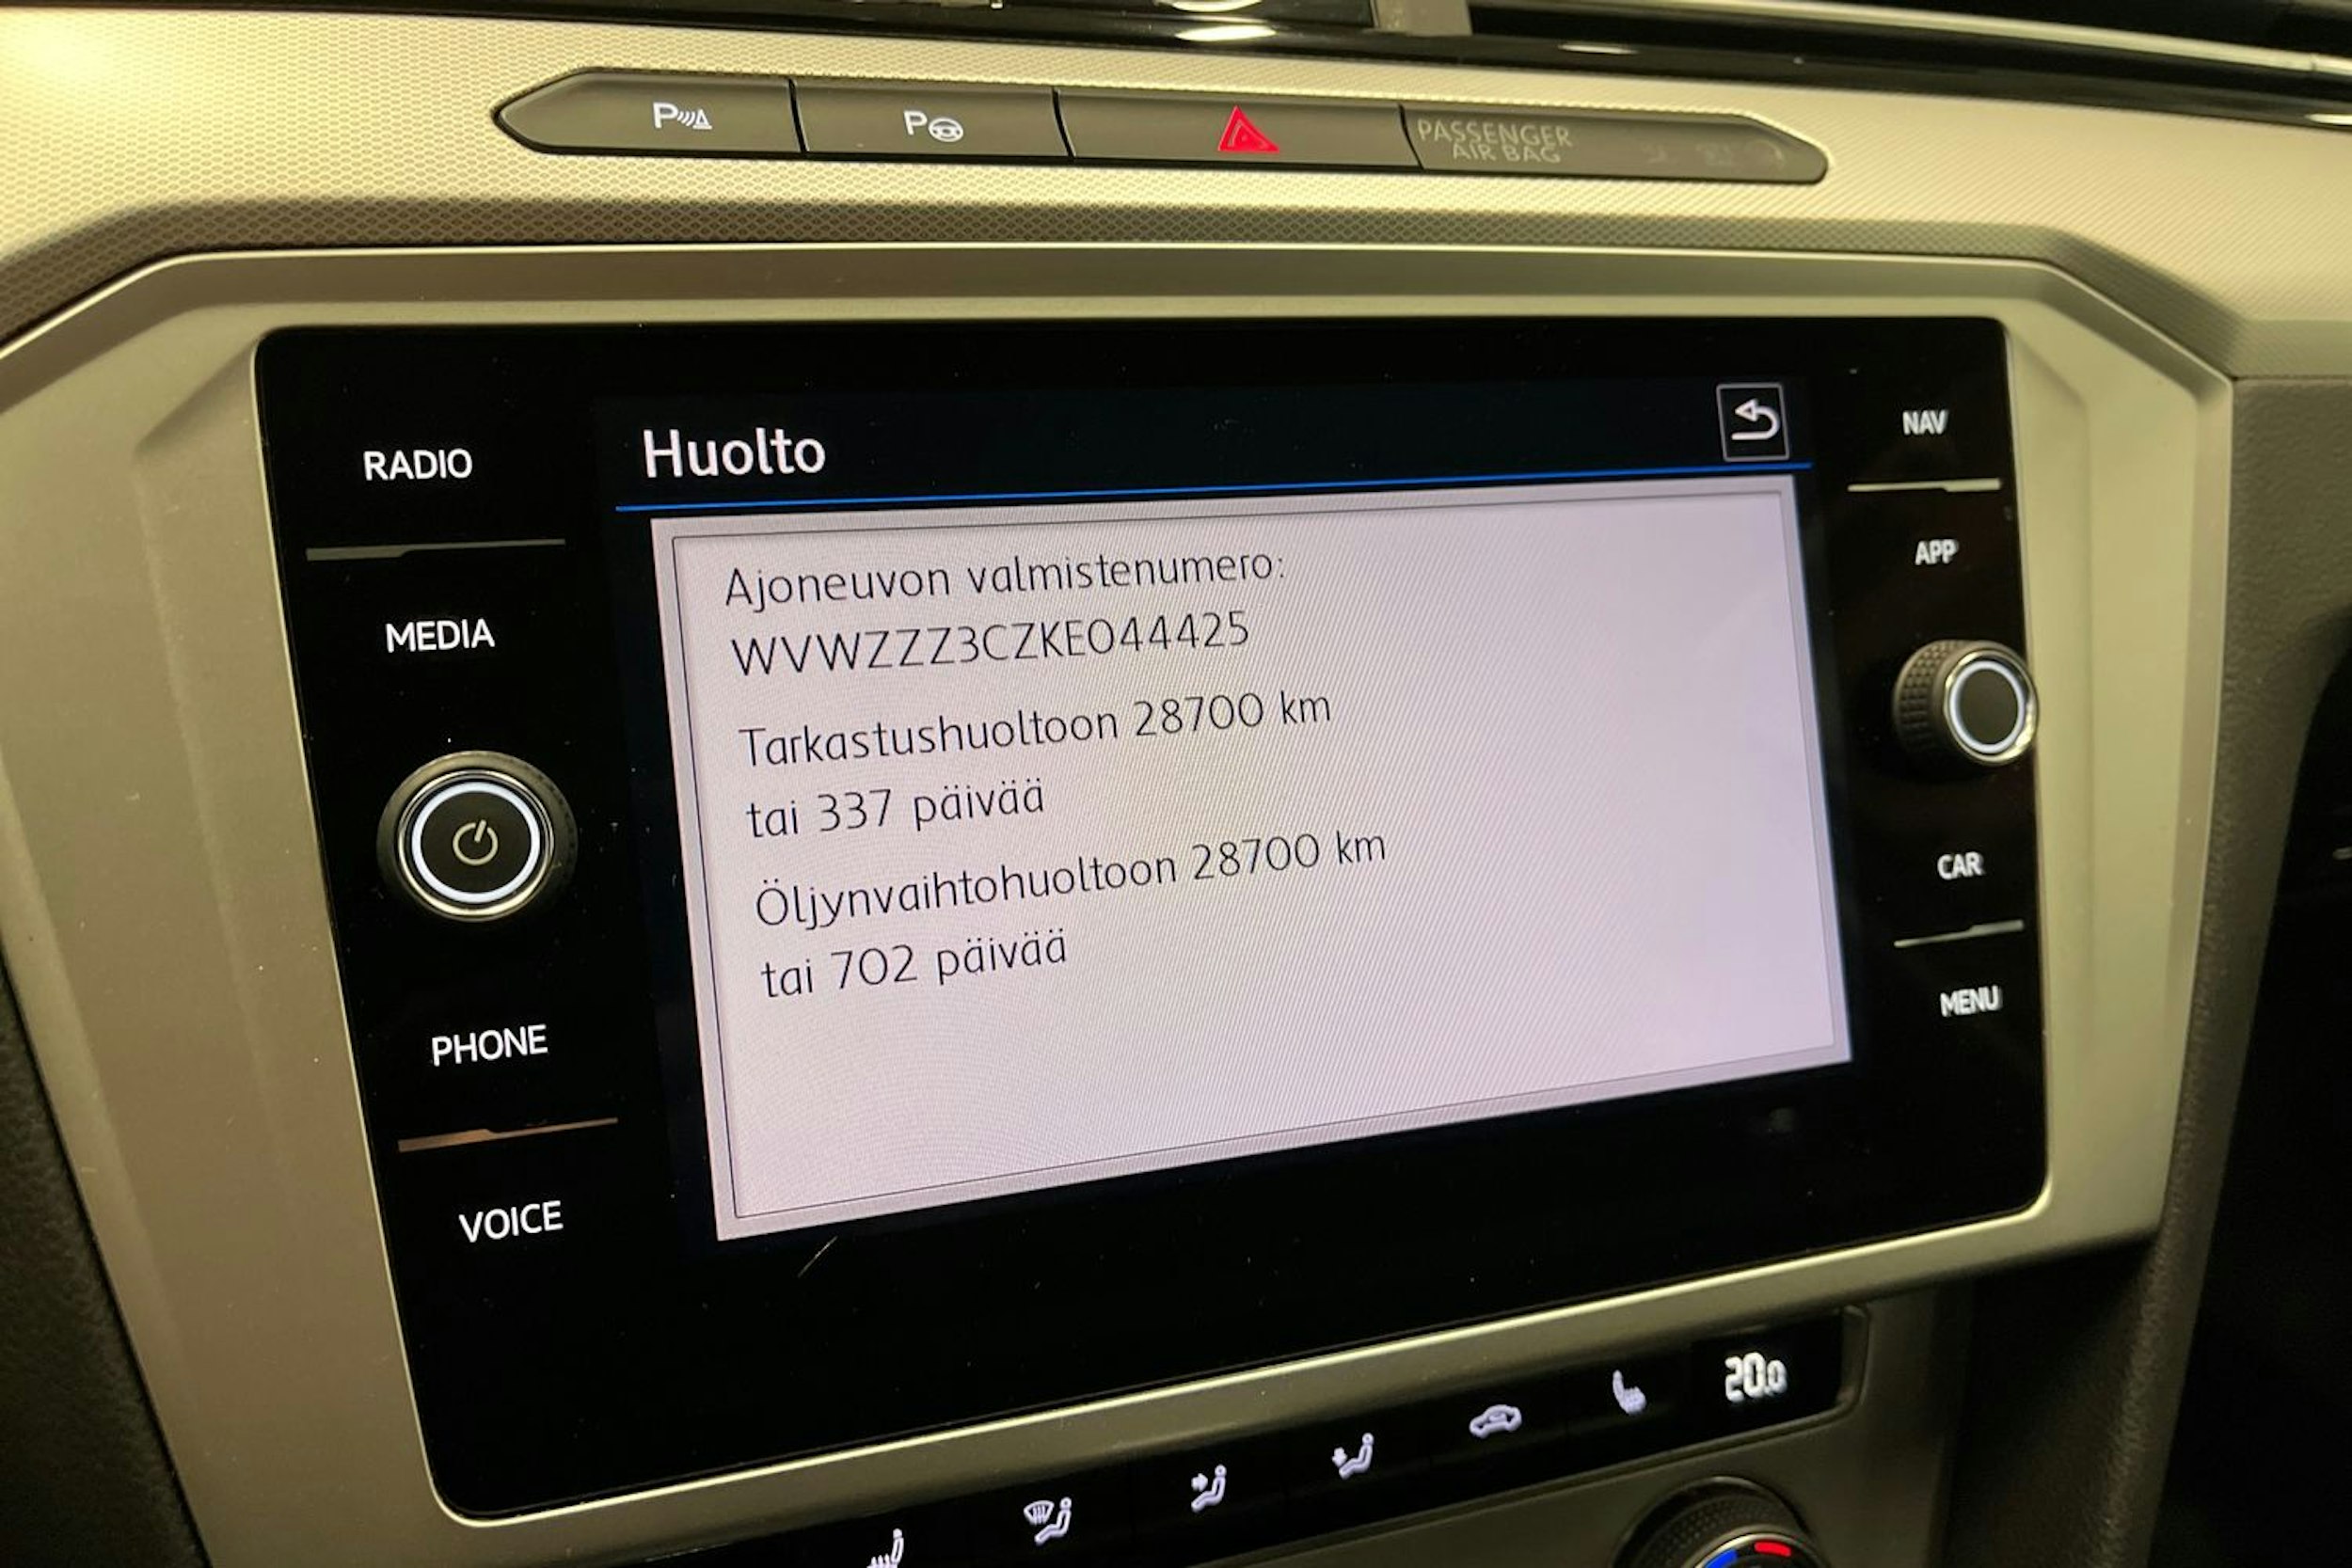 P
P
PASSENGER
AIR BAG
RADIO
MEDIA
PHONE
VOICE
Huolto
Ajoneuvon valmistenumero:
WVWZZZ3CZKE044425
Tarkastushuoltoon 28700 km
tai 337 päivää
Öljynvaihtohuoltoon 28700 km
tai 702 päivää
NAV
APP
CAR
MENU
20.0